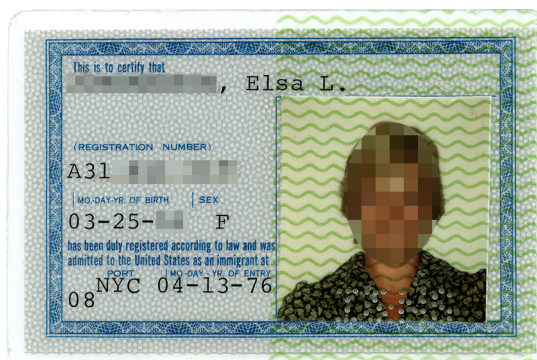 This is to certify that
, Elsa L.
(REGISTRATION NUMBER)
A31
MO.-DAY-YR. OF BIRTH SEX
03-25- F
has been duly registered according to law and was
admitted to the United States as an immigrant at
PORT MO.-DAY-YR. OF ENTRY
08 NYC 04-13-76